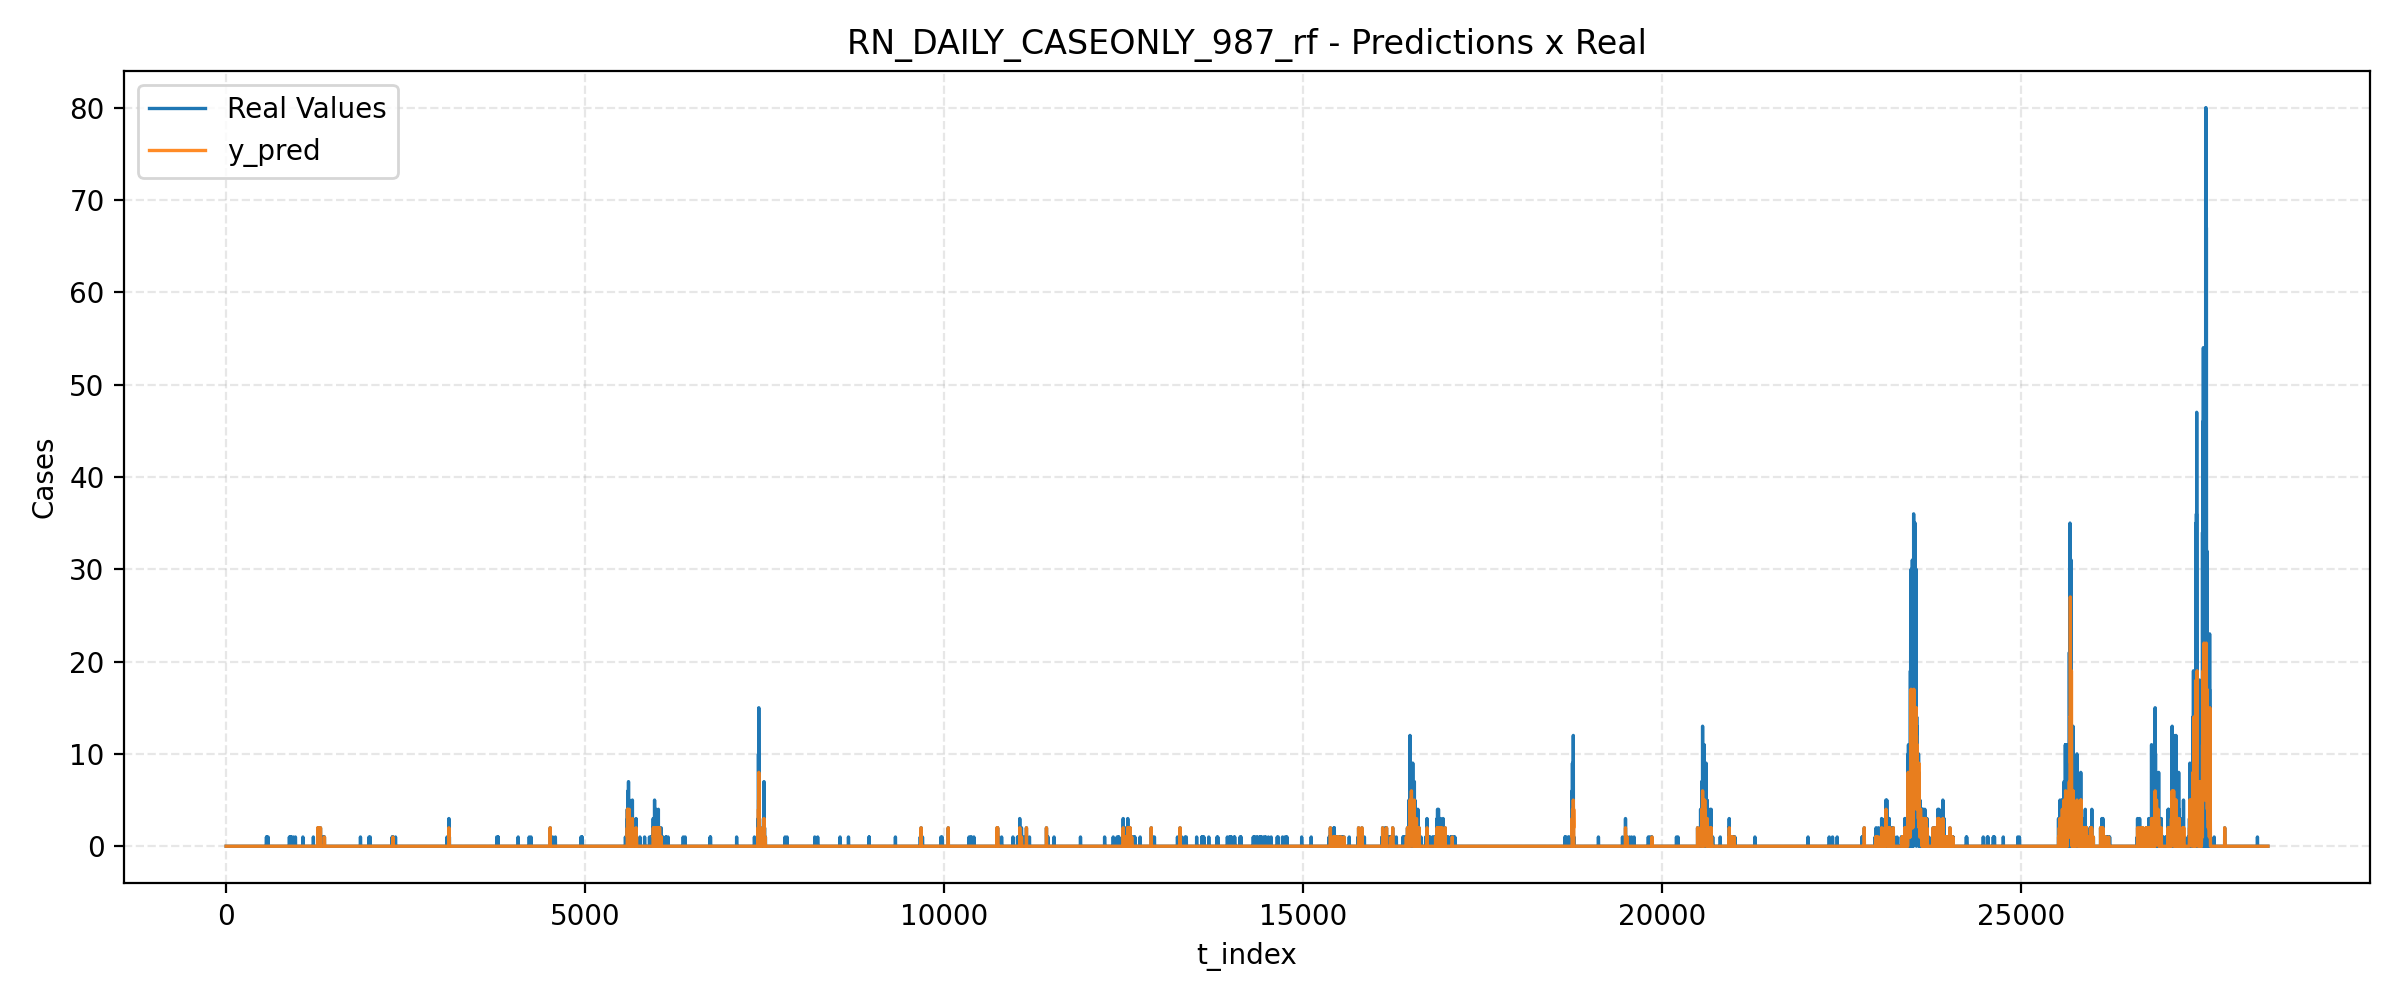 RN_DAILY_CASEONLY_987_rf - Predictions x Real
Real Values
y_pred
80
70
60
50
40
30
20
10
0
Cases
0 5000 10000 15000 20000 25000
t_index